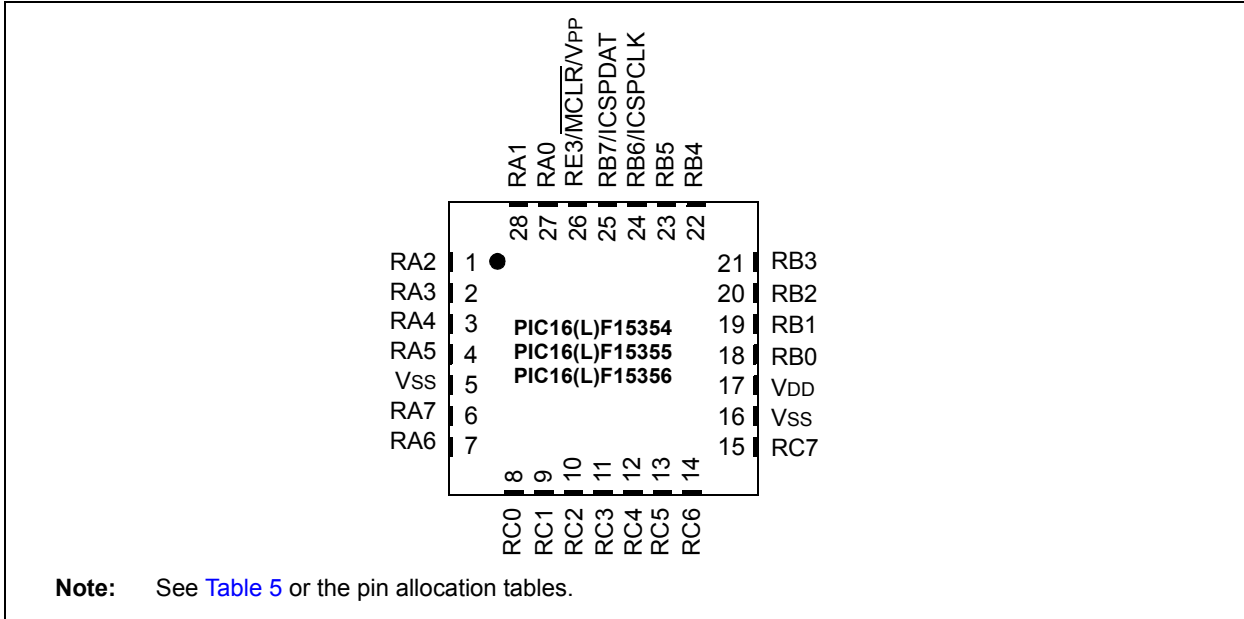 RA1
RA0
RE3/MCLR/VPP
RB7/ICSPDAT
RB6/ICSPCLK
RB5
RB4
28 27 26 25 24 23 22
RA2 1 21 RB3
RA3 2 20 RB2
RA4 3 19 RB1
RA5 4 18 RB0
VSS 5 17 VDD
RA7 6 16 VSS
RA6 7 15 RC7
PIC16(L)F15354
PIC16(L)F15355
PIC16(L)F15356
8 9 10 11 12 13 14
RC0
RC1
RC2
RC3
RC4
RC5
RC6
Note: See Table 5 or the pin allocation tables.